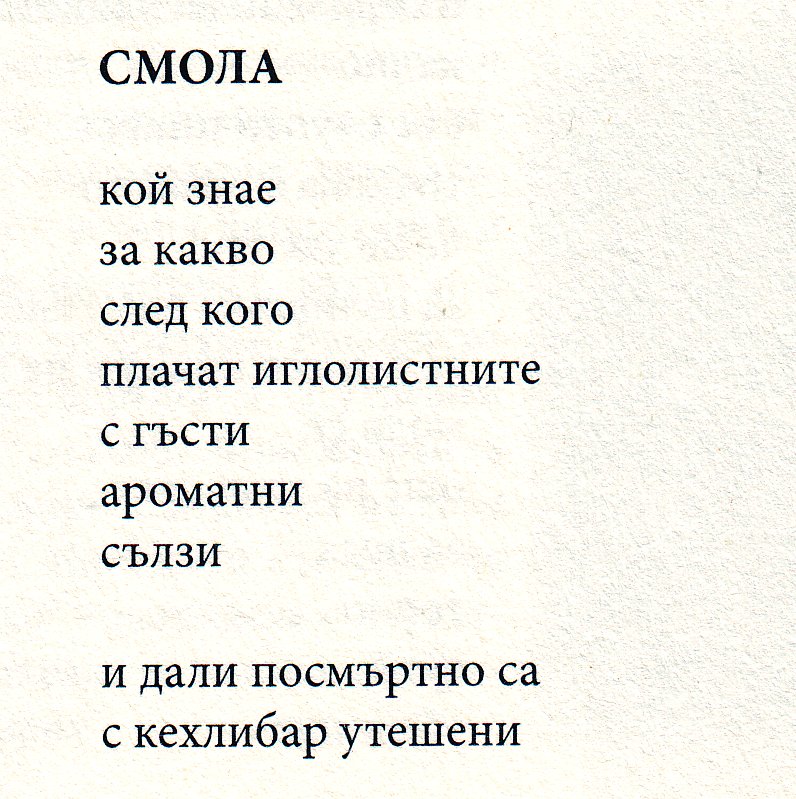 СМОЛА
кой знае
за какво
след кого
плачат иглолистните
с гъсти
ароматни
сълзи
и дали посмъртно са
с кехлибар утешени